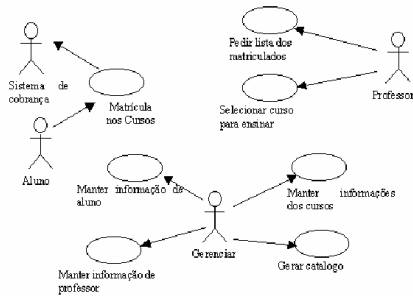 Pedir lista dos
matriculados
Sistema de
cobrança
Matrícula
nos Cursos
Professor
Selecionar curso
para ensinar
Aluno
Manter informação de
aluno
Manter informações
dos cursos
Gerenciar
Gerar catalogo
Manter informação de
professor